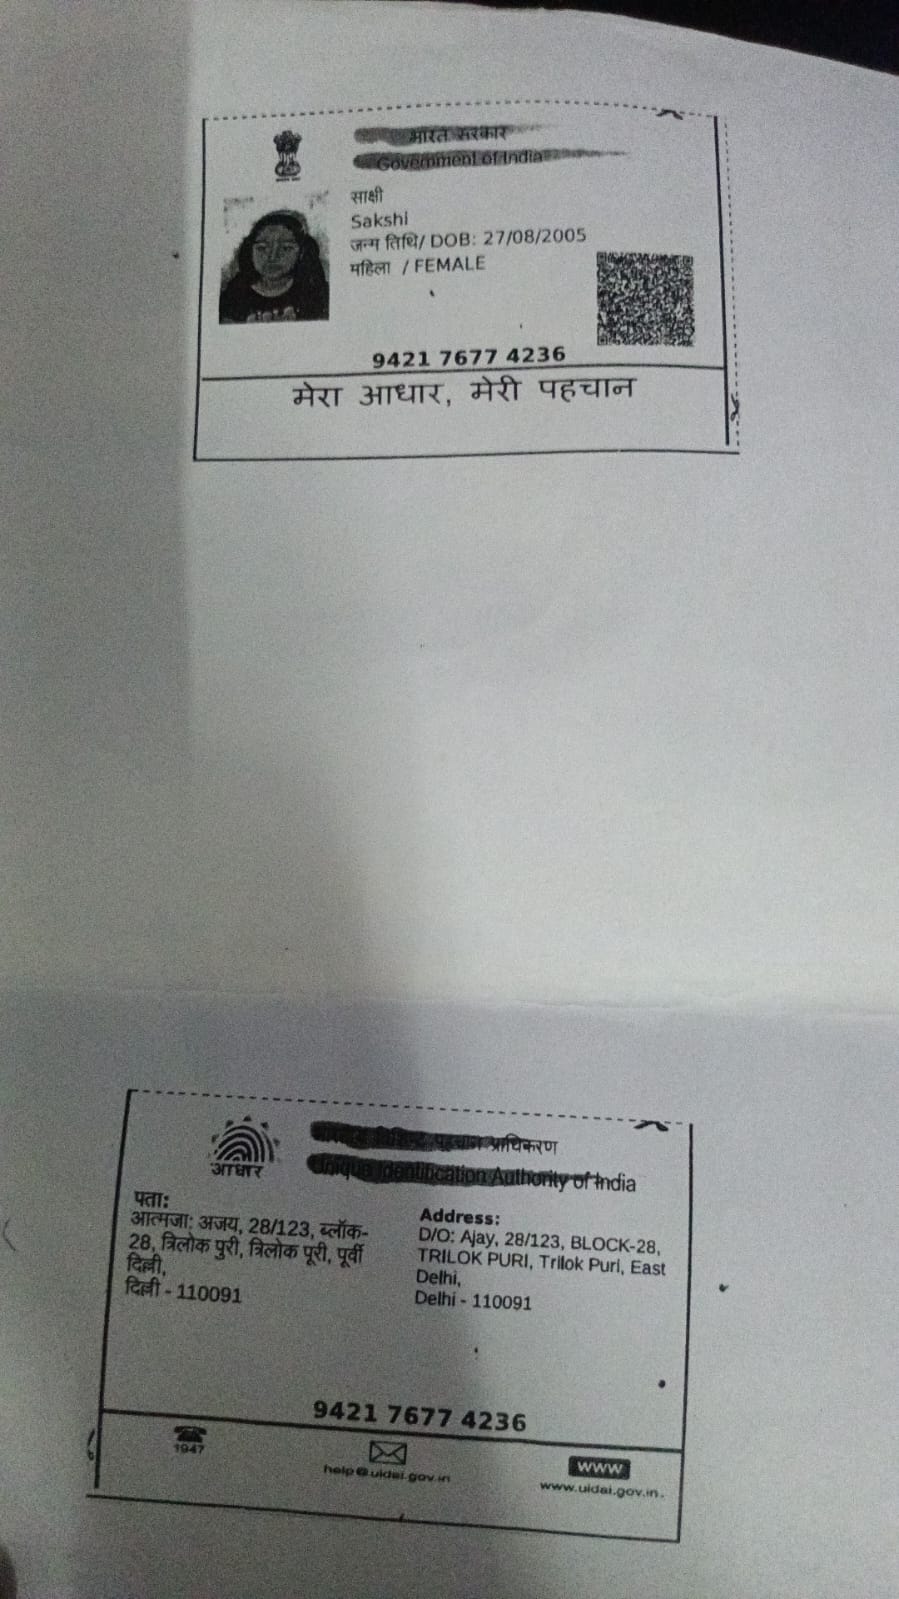 भारत सरकार
Government of India
साक्षी
Sakshi
जन्म तिथि/ DOB: 27/08/2005
महिला / FEMALE
9421 7677 4236
मेरा आधार, मेरी पहचान
पहचान प्राधिकरण
आधार
Unique Identification Authority of India
पता:
आत्मजा: अजय, 28/123, ब्लॉक-
28, त्रिलोक पुरी, त्रिलोक पूरी, पूर्वी
दिल्ली,
दिल्ली - 110091
Address:
D/O: Ajay, 28/123, BLOCK-28,
TRILOK PURI, Trilok Puri, East
Delhi,
Delhi - 110091
9421 7677 4236
1947
help@uidai.gov.in
www
www.uidai.gov.in.